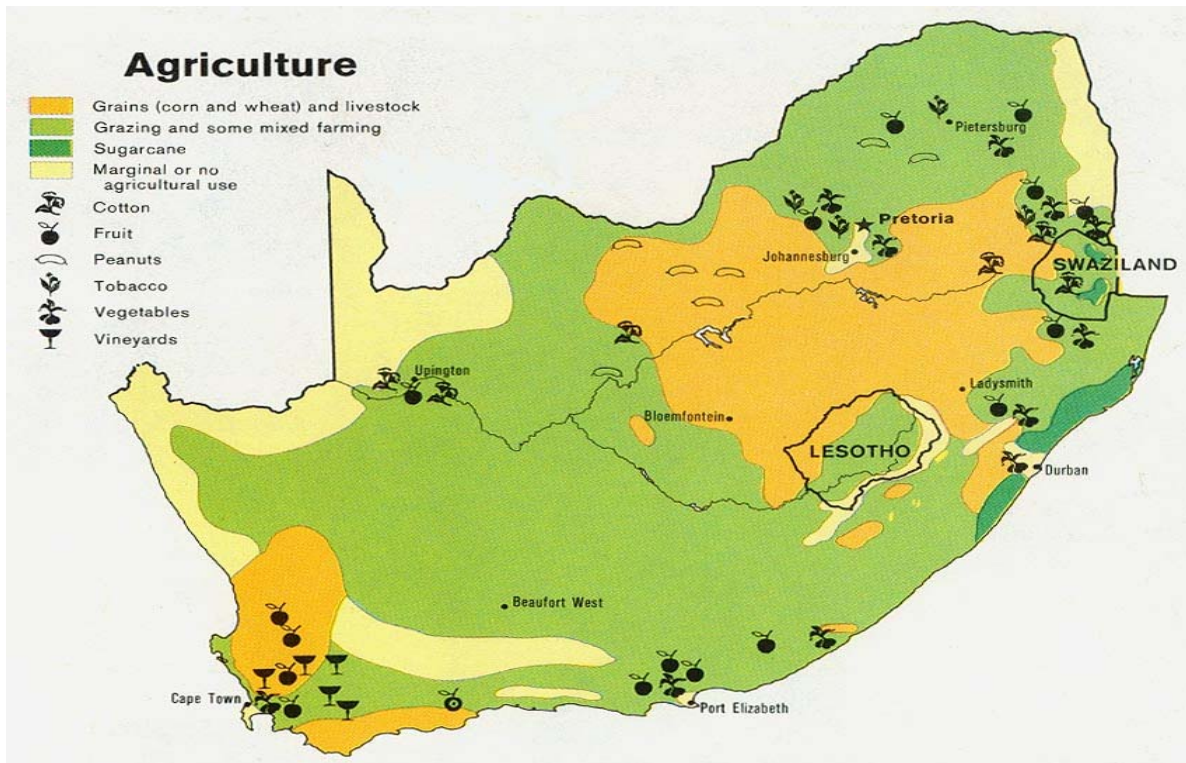 Agriculture
Grains (corn and wheat) and livestock
Grazing and some mixed farming
Sugarcane
Marginal or no
agricultural use
Cotton
Fruit
Peanuts
Tobacco
Vegetables
Vineyards
Pietersburg
Pretoria
Johannesburg
SWAZILAND
Upington
Ladysmith
Bloemfontein
LESOTHO
Durban
Beaufort West
Cape Town
Port Elizabeth